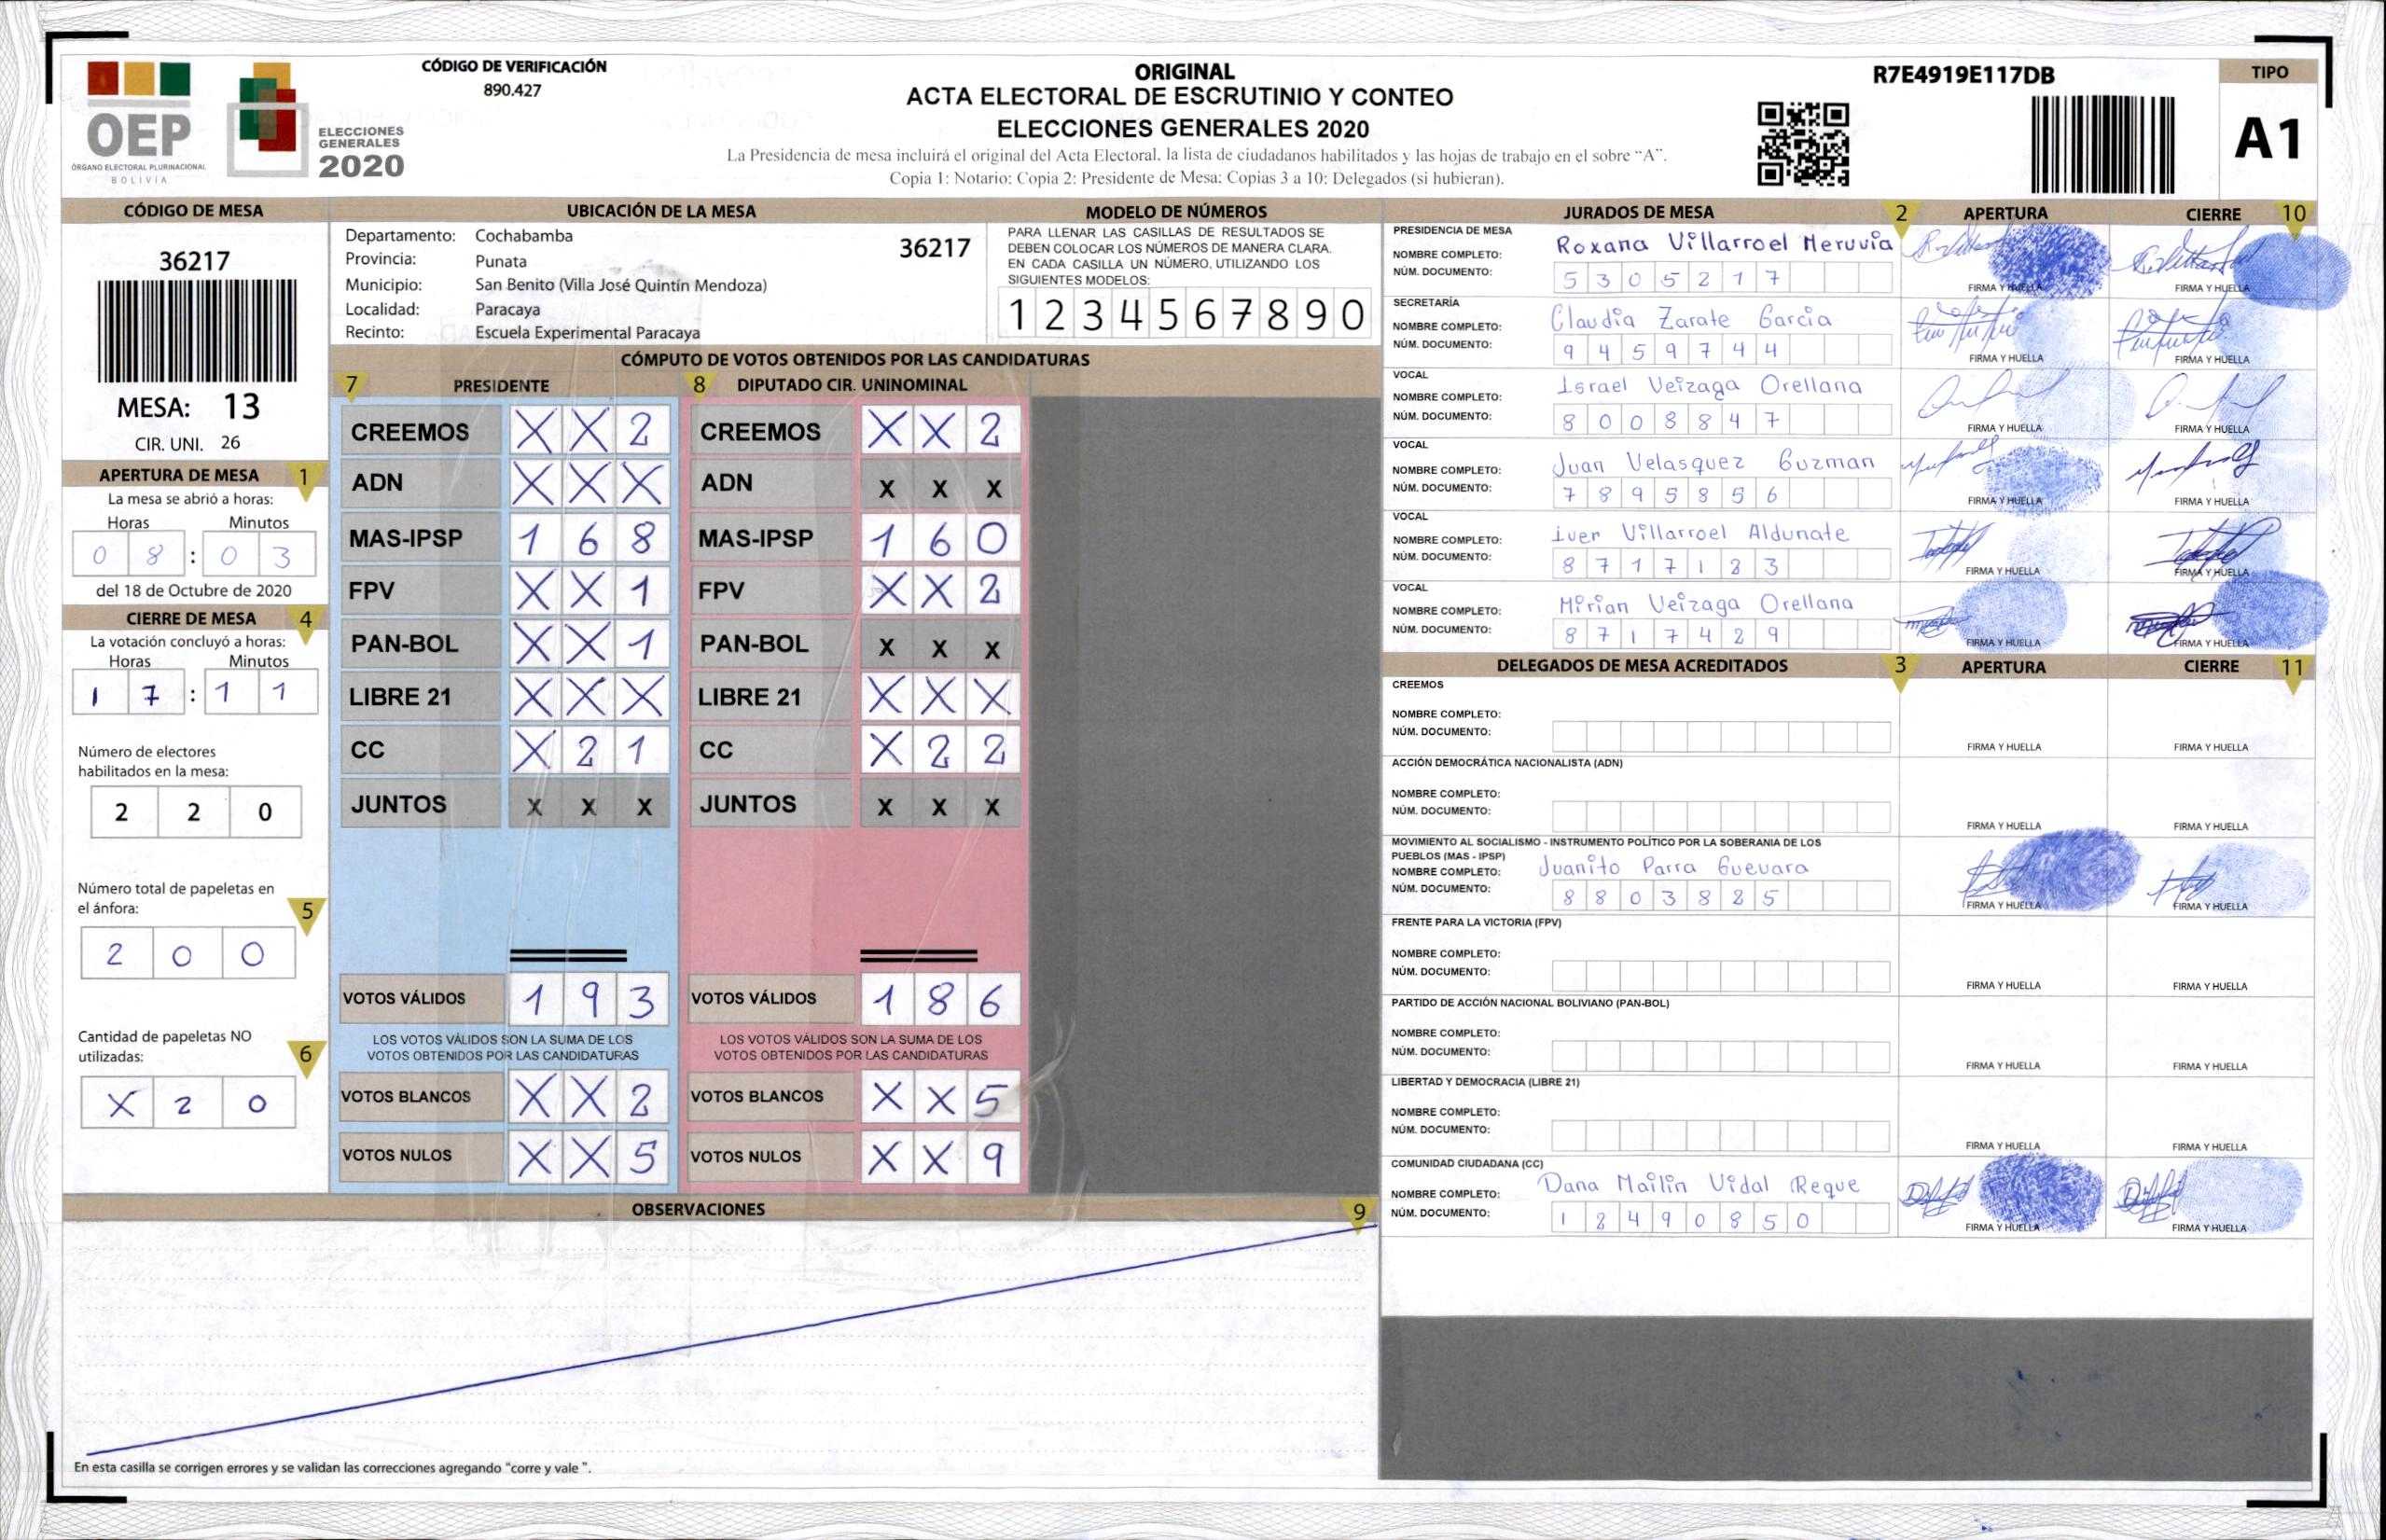 CÓDIGO DE VERIFICACIÓN
890.427
ORIGINAL
ACTA ELECTORAL DE ESCRUTINIO Y CONTEO
ELECCIONES GENERALES 2020
La Presidencia de mesa incluirá el original del Acta Electoral, la lista de ciudadanos habilitados y las hojas de trabajo en el sobre “A”.
Copia 1: Notario: Copia 2: Presidente de Mesa: Copias 3 a 10: Delegados (si hubieran).
R7E4919E117DB
TIPO
A1
OEP
ÓRGANO ELECTORAL PLURINACIONAL
BOLIVIA
ELECCIONES
GENERALES
2020
CÓDIGO DE MESA
36217
MESA: 13
CIR. UNI. 26
APERTURA DE MESA 1
La mesa se abrió a horas:
Horas Minutos
0 8 : 0 3
del 18 de Octubre de 2020
CIERRE DE MESA 4
La votación concluyó a horas:
Horas Minutos
1 7 : 1 1
Número de electores
habilitados en la mesa:
2 2 0
Número total de papeletas en
el ánfora: 5
2 0 0
Cantidad de papeletas NO
utilizadas: 6
X 2 0
UBICACIÓN DE LA MESA
Departamento: Cochabamba
36217
Provincia: Punata
Municipio: San Benito (Villa José Quintín Mendoza)
Localidad: Paracaya
Recinto: Escuela Experimental Paracaya
MODELO DE NÚMEROS
PARA LLENAR LAS CASILLAS DE RESULTADOS SE
DEBEN COLOCAR LOS NÚMEROS DE MANERA CLARA.
EN CADA CASILLA UN NÚMERO, UTILIZANDO LOS
SIGUIENTES MODELOS:
1 2 3 4 5 6 7 8 9 0
CÓMPUTO DE VOTOS OBTENIDOS POR LAS CANDIDATURAS
7 PRESIDENTE 8 DIPUTADO CIR. UNINOMINAL
CREEMOS X X 2 CREEMOS X X 2
ADN X X X ADN X X X
MAS-IPSP 1 6 8 MAS-IPSP 1 6 0
FPV X X 1 FPV X X 2
PAN-BOL X X 1 PAN-BOL X X X
LIBRE 21 X X X LIBRE 21 X X X
CC X 2 1 CC X 2 2
JUNTOS X X X JUNTOS X X X
VOTOS VÁLIDOS 1 9 3 VOTOS VÁLIDOS 1 8 6
LOS VOTOS VÁLIDOS SON LA SUMA DE LOS LOS VOTOS VÁLIDOS SON LA SUMA DE LOS
VOTOS OBTENIDOS POR LAS CANDIDATURAS VOTOS OBTENIDOS POR LAS CANDIDATURAS
VOTOS BLANCOS X X 2 VOTOS BLANCOS X X 5
VOTOS NULOS X X 5 VOTOS NULOS X X 9
OBSERVACIONES 9
En esta casilla se corrigen errores y se validan las correcciones agregando “corre y vale ”.
JURADOS DE MESA 2 APERTURA CIERRE 10
PRESIDENCIA DE MESA
NOMBRE COMPLETO: Roxana Villarroel Meruvia
NÚM. DOCUMENTO: 5 3 0 5 2 1 7
FIRMA Y HUELLA FIRMA Y HUELLA
SECRETARÍA
NOMBRE COMPLETO: Claudia Zarate Garcia
NÚM. DOCUMENTO: 9 4 5 9 7 4 4
FIRMA Y HUELLA FIRMA Y HUELLA
VOCAL
NOMBRE COMPLETO: Israel Veizaga Orellana
NÚM. DOCUMENTO: 8 0 0 8 8 4 7
FIRMA Y HUELLA FIRMA Y HUELLA
VOCAL
NOMBRE COMPLETO: Juan Velasquez Guzman
NÚM. DOCUMENTO: 7 8 9 5 8 5 6
FIRMA Y HUELLA FIRMA Y HUELLA
VOCAL
NOMBRE COMPLETO: Iver Villarroel Aldunate
NÚM. DOCUMENTO: 8 7 1 7 1 2 3
FIRMA Y HUELLA FIRMA Y HUELLA
VOCAL
NOMBRE COMPLETO: Mirian Veizaga Orellana
NÚM. DOCUMENTO: 8 7 1 7 4 2 9
FIRMA Y HUELLA FIRMA Y HUELLA
DELEGADOS DE MESA ACREDITADOS 3 APERTURA CIERRE 11
CREEMOS
NOMBRE COMPLETO:
NÚM. DOCUMENTO:
FIRMA Y HUELLA FIRMA Y HUELLA
ACCIÓN DEMOCRÁTICA NACIONALISTA (ADN)
NOMBRE COMPLETO:
NÚM. DOCUMENTO:
FIRMA Y HUELLA FIRMA Y HUELLA
MOVIMIENTO AL SOCIALISMO - INSTRUMENTO POLÍTICO POR LA SOBERANIA DE LOS
PUEBLOS (MAS - IPSP)
NOMBRE COMPLETO: Juanito Parra Guevara
NÚM. DOCUMENTO: 8 8 0 3 8 2 5
FIRMA Y HUELLA FIRMA Y HUELLA
FRENTE PARA LA VICTORIA (FPV)
NOMBRE COMPLETO:
NÚM. DOCUMENTO:
FIRMA Y HUELLA FIRMA Y HUELLA
PARTIDO DE ACCIÓN NACIONAL BOLIVIANO (PAN-BOL)
NOMBRE COMPLETO:
NÚM. DOCUMENTO:
FIRMA Y HUELLA FIRMA Y HUELLA
LIBERTAD Y DEMOCRACIA (LIBRE 21)
NOMBRE COMPLETO:
NÚM. DOCUMENTO:
FIRMA Y HUELLA FIRMA Y HUELLA
COMUNIDAD CIUDADANA (CC)
NOMBRE COMPLETO: Dana Mailin Vidal Reque
NÚM. DOCUMENTO: 1 2 4 9 0 8 5 0
FIRMA Y HUELLA FIRMA Y HUELLA